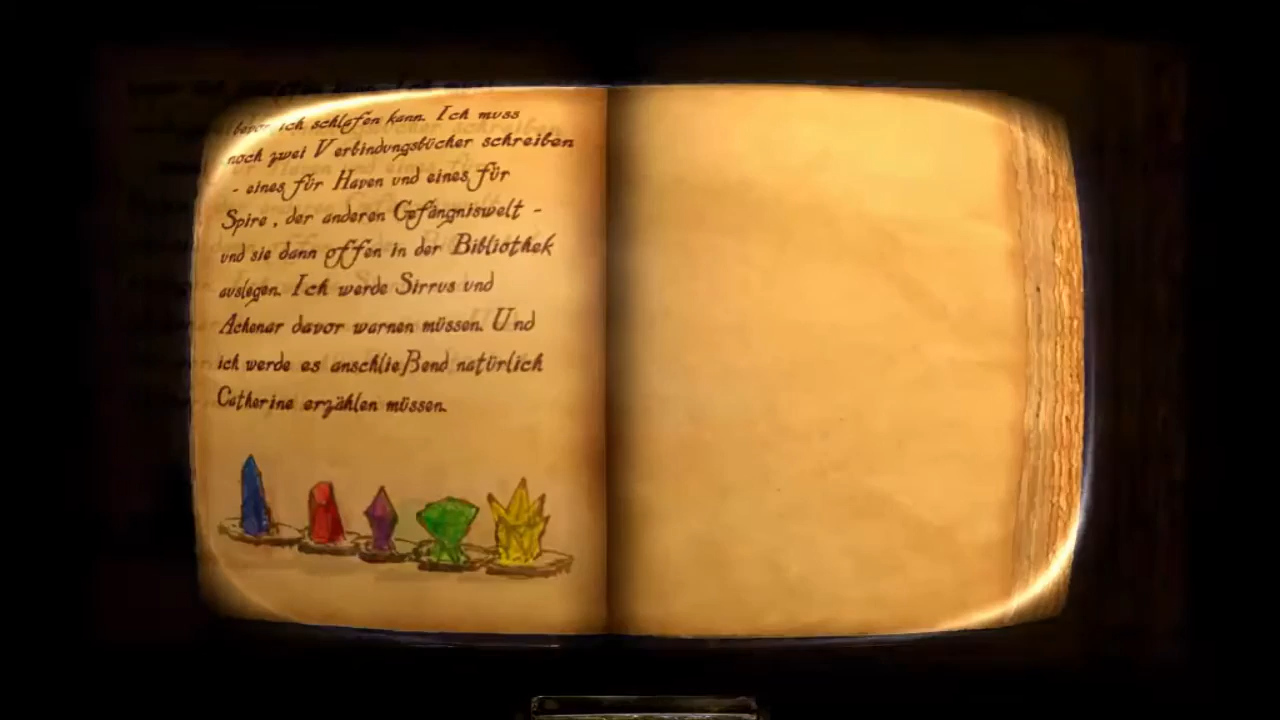 bevor ich schlafen kann. Ich muss
noch zwei Verbindungsbücher schreiben
- eines für Haven und eines für
Spire, der anderen Gefängniswelt -
und sie dann offen in der Bibliothek
auslegen. Ich werde Sirrus und
Achenar davor warnen müssen. Und
ich werde es anschließend natürlich
Catherine erzählen müssen.